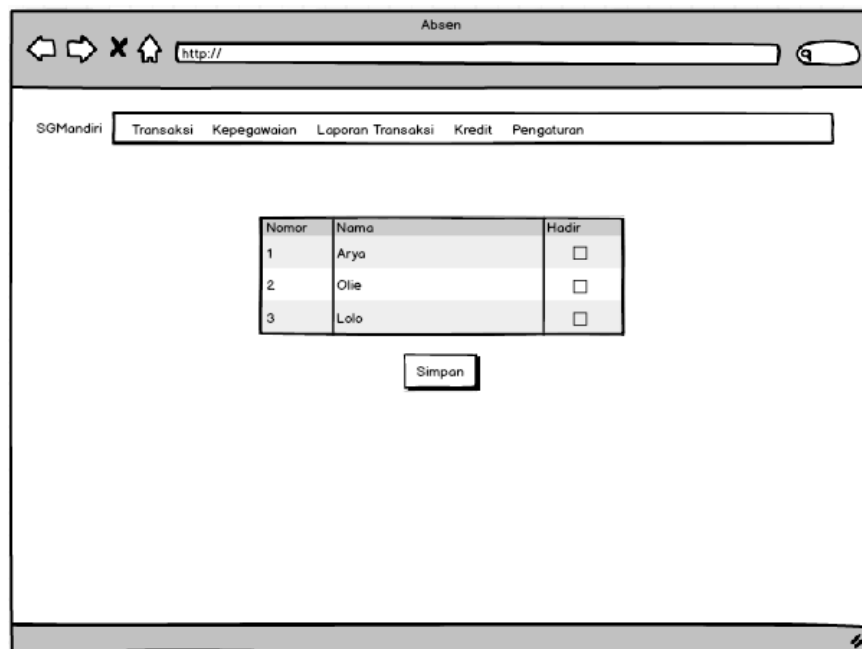 Absen
http://
SGMandiri Transaksi Kepegawaian Laporan Transaksi Kredit Pengaturan
Nomor Nama Hadir
1 Arya
2 Olie
3 Lolo
Simpan